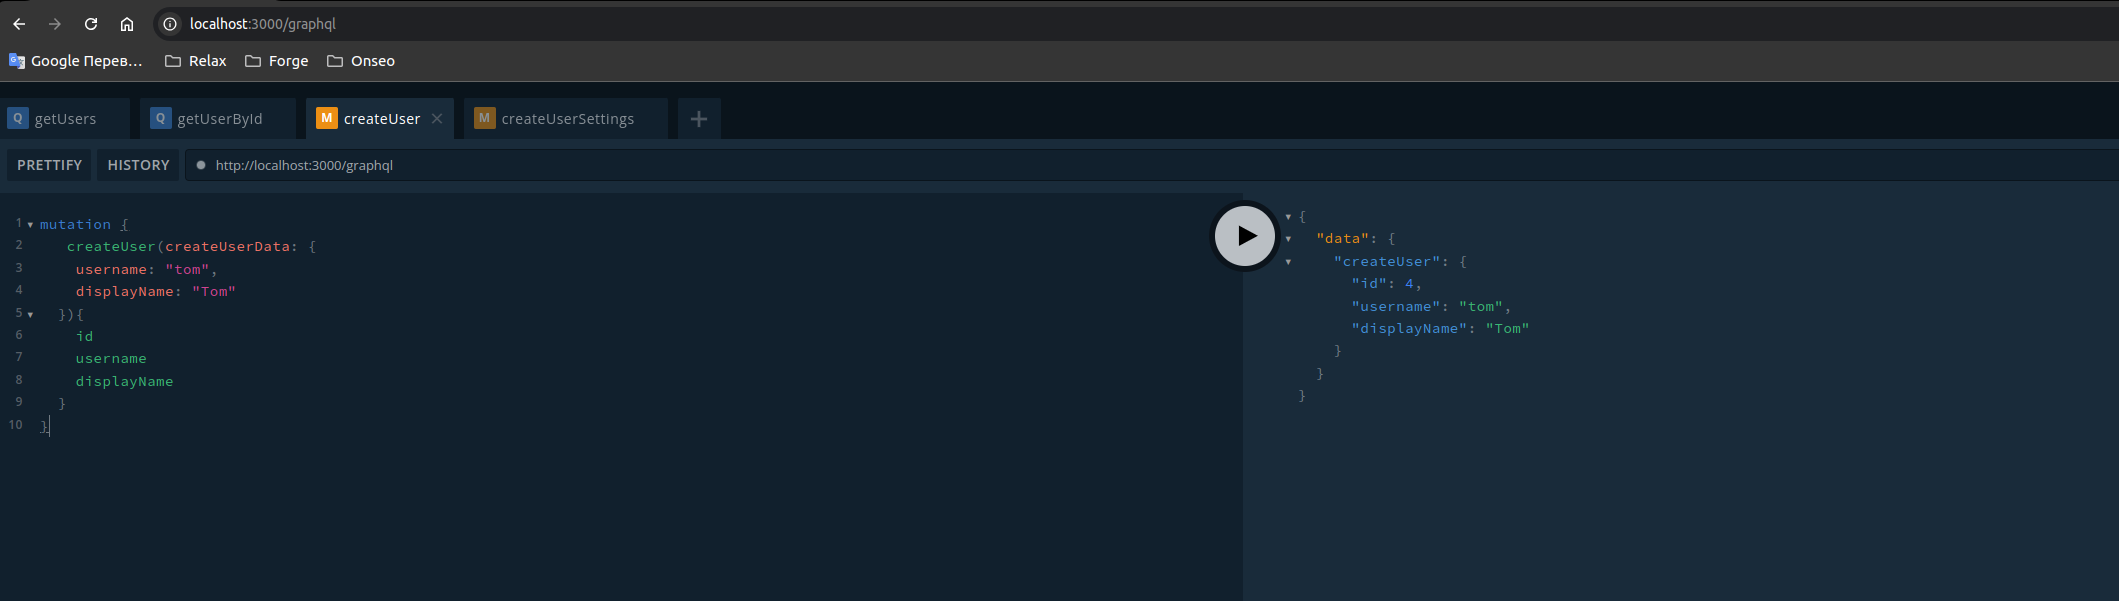 localhost:3000/graphql
Google Перев... Relax Forge Onseo
Q getUsers Q getUserById M createUser M createUserSettings
PRETTIFY HISTORY http://localhost:3000/graphql
1 mutation {
2 createUser(createUserData: {
3 username: "tom",
4 displayName: "Tom"
5 }){
6 id
7 username
8 displayName
9 }
10 }
{
"data": {
"createUser": {
"id": 4,
"username": "tom",
"displayName": "Tom"
}
}
}